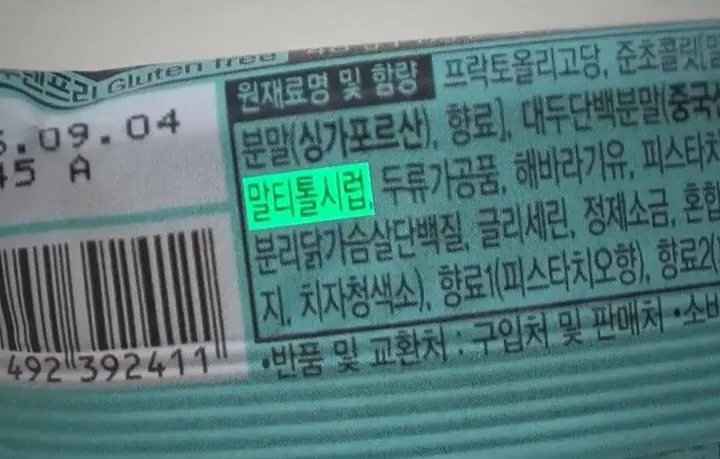 Gluten free
원재료명 및 함량 프락토올리고당, 준초콜릿
.09.04
분말(싱가포르산), 향료], 대두단백분말(중국
45 A
말티톨시럽, 두류가공품, 해바라기유, 피스타치
분리닭가슴살단백질, 글리세린, 정제소금, 혼합
지, 치자청색소), 향료1(피스타치오향), 향료2(
492 392411
•반품 및 교환처 : 구입처 및 판매처 •소비